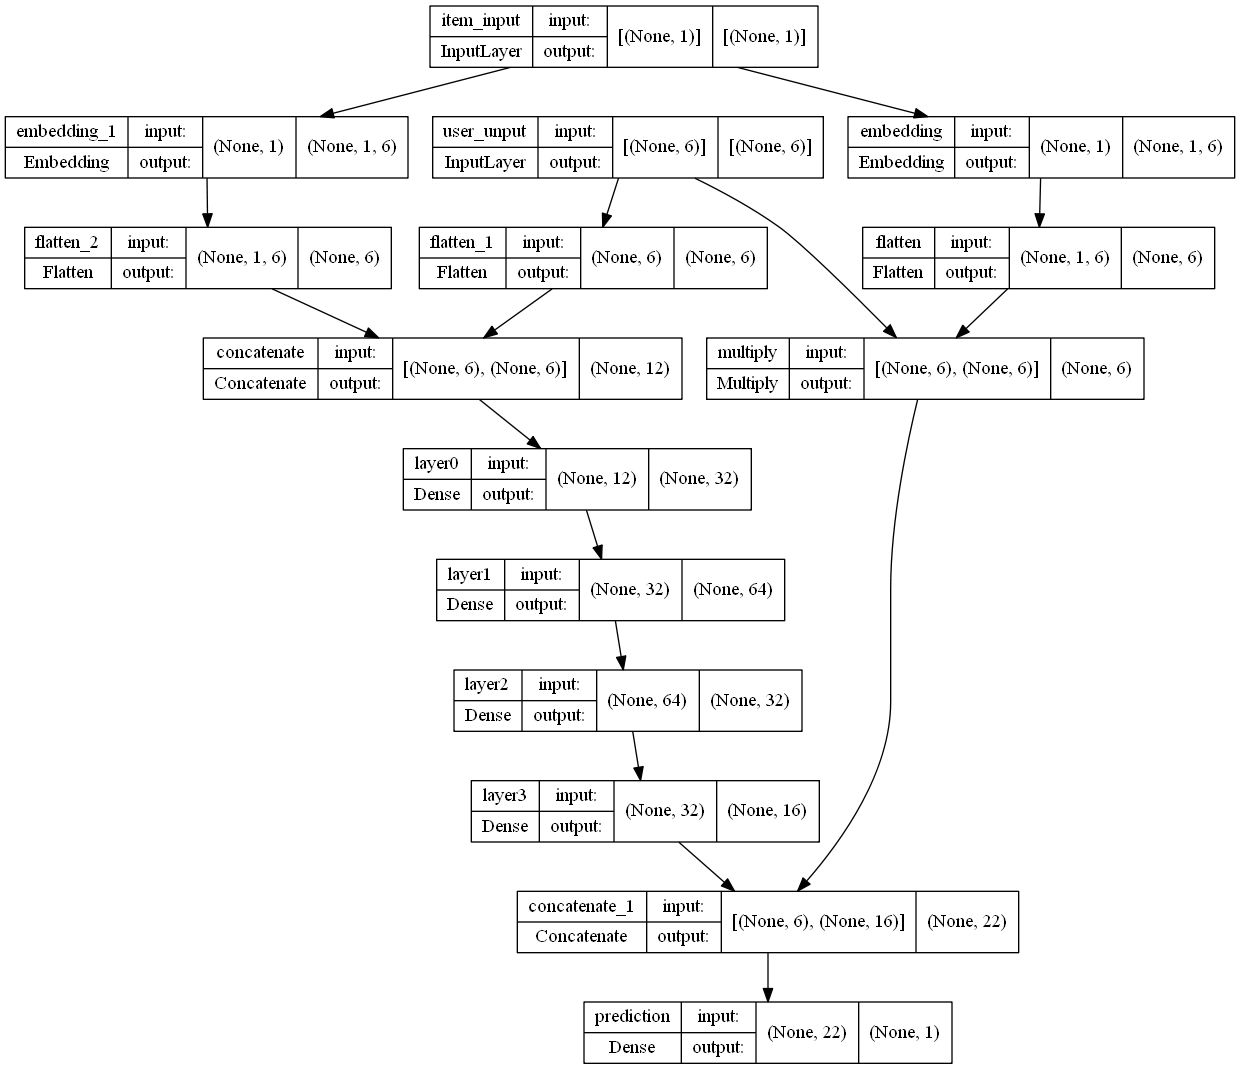 item_input input: [(None, 1)] [(None, 1)]
InputLayer output:
embedding_1 input: (None, 1) (None, 1, 6)
Embedding output:
user_unput input: [(None, 6)] [(None, 6)]
InputLayer output:
embedding input: (None, 1) (None, 1, 6)
Embedding output:
flatten_2 input: (None, 1, 6) (None, 6)
Flatten output:
flatten_1 input: (None, 6) (None, 6)
Flatten output:
flatten input: (None, 1, 6) (None, 6)
Flatten output:
concatenate input: [(None, 6), (None, 6)] (None, 12)
Concatenate output:
multiply input: [(None, 6), (None, 6)] (None, 6)
Multiply output:
layer0 input: (None, 12) (None, 32)
Dense output:
layer1 input: (None, 32) (None, 64)
Dense output:
layer2 input: (None, 64) (None, 32)
Dense output:
layer3 input: (None, 32) (None, 16)
Dense output:
concatenate_1 input: [(None, 6), (None, 16)] (None, 22)
Concatenate output:
prediction input: (None, 22) (None, 1)
Dense output: